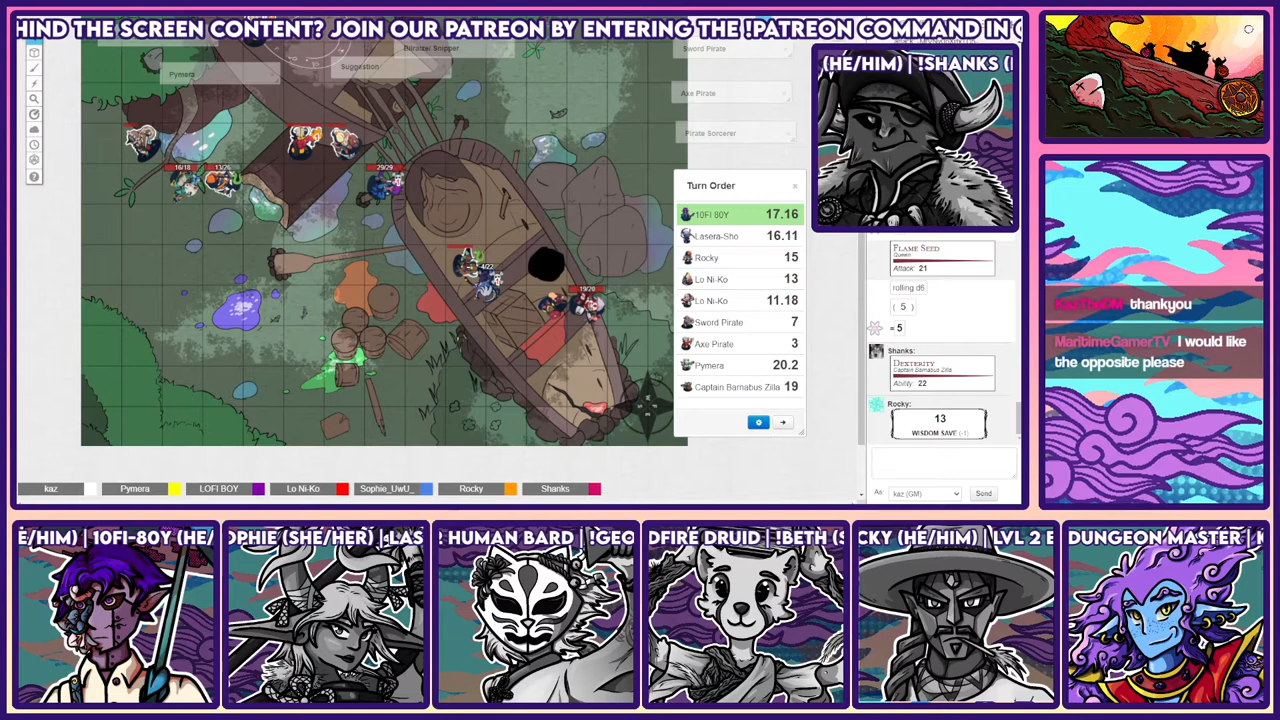 HIND THE SCREEN CONTENT? JOIN OUR PATREON BY ENTERING THE !PATREON COMMAND IN
Pymera
Suggestion
Sword Pirate
Axe Pirate
Pirate Sorcerer
16/18
13/26
29/29
4/22
19/20
Turn Order
10FI 80Y 17.16
Lasera-Sho 16.11
Rocky 15
Lo Ni-Ko 13
Lo Ni-Ko 11.18
Sword Pirate 7
Axe Pirate 3
Pymera 20.2
Captain Barnabus Zilla 19
(HE/HIM) | !SHANKS (
FLAME SEED
Queen
Attack: 21
rolling d6
( 5 )
= 5
Shanks:
DEXTERITY
Captain Barnabus Zilla
Ability: 22
Rocky:
13
WISDOM SAVE (-1)
As: kaz (GM) Send
KazTheDM thankyou
MaritimeGamerTV I would like
the opposite please
kaz
Pymera
LOFI BOY
Lo Ni-Ko
Sophie_UwU_
Rocky
Shanks
E/HIM) | 10FI-80Y (HE/
OPHIE (SHE/HER) | LAS
HUMAN BARD | !GEO
DFIRE DRUID | !BETH (S
CKY (HE/HIM) | LVL 2 E
DUNGEON MASTER | K